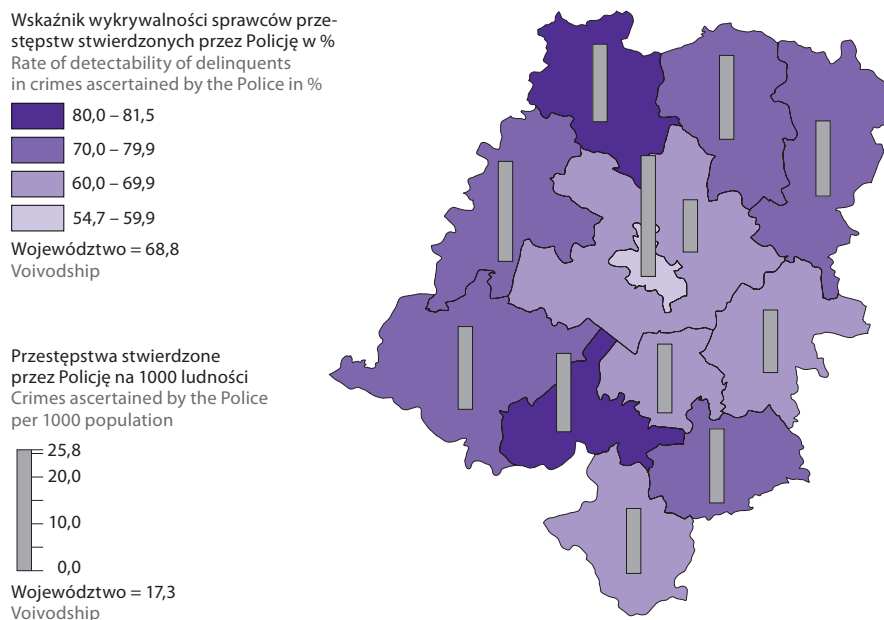 Wskaźnik wykrywalności sprawców prze-
stępstw stwierdzonych przez Policję w %
Rate of detectability of delinquents
in crimes ascertained by the Police in %
80,0 – 81,5
70,0 – 79,9
60,0 – 69,9
54,7 – 59,9
Województwo = 68,8
Voivodship
Przestępstwa stwierdzone
przez Policję na 1000 ludności
Crimes ascertained by the Police
per 1000 population
25,8
20,0
10,0
0,0
Województwo = 17,3
Voivodship